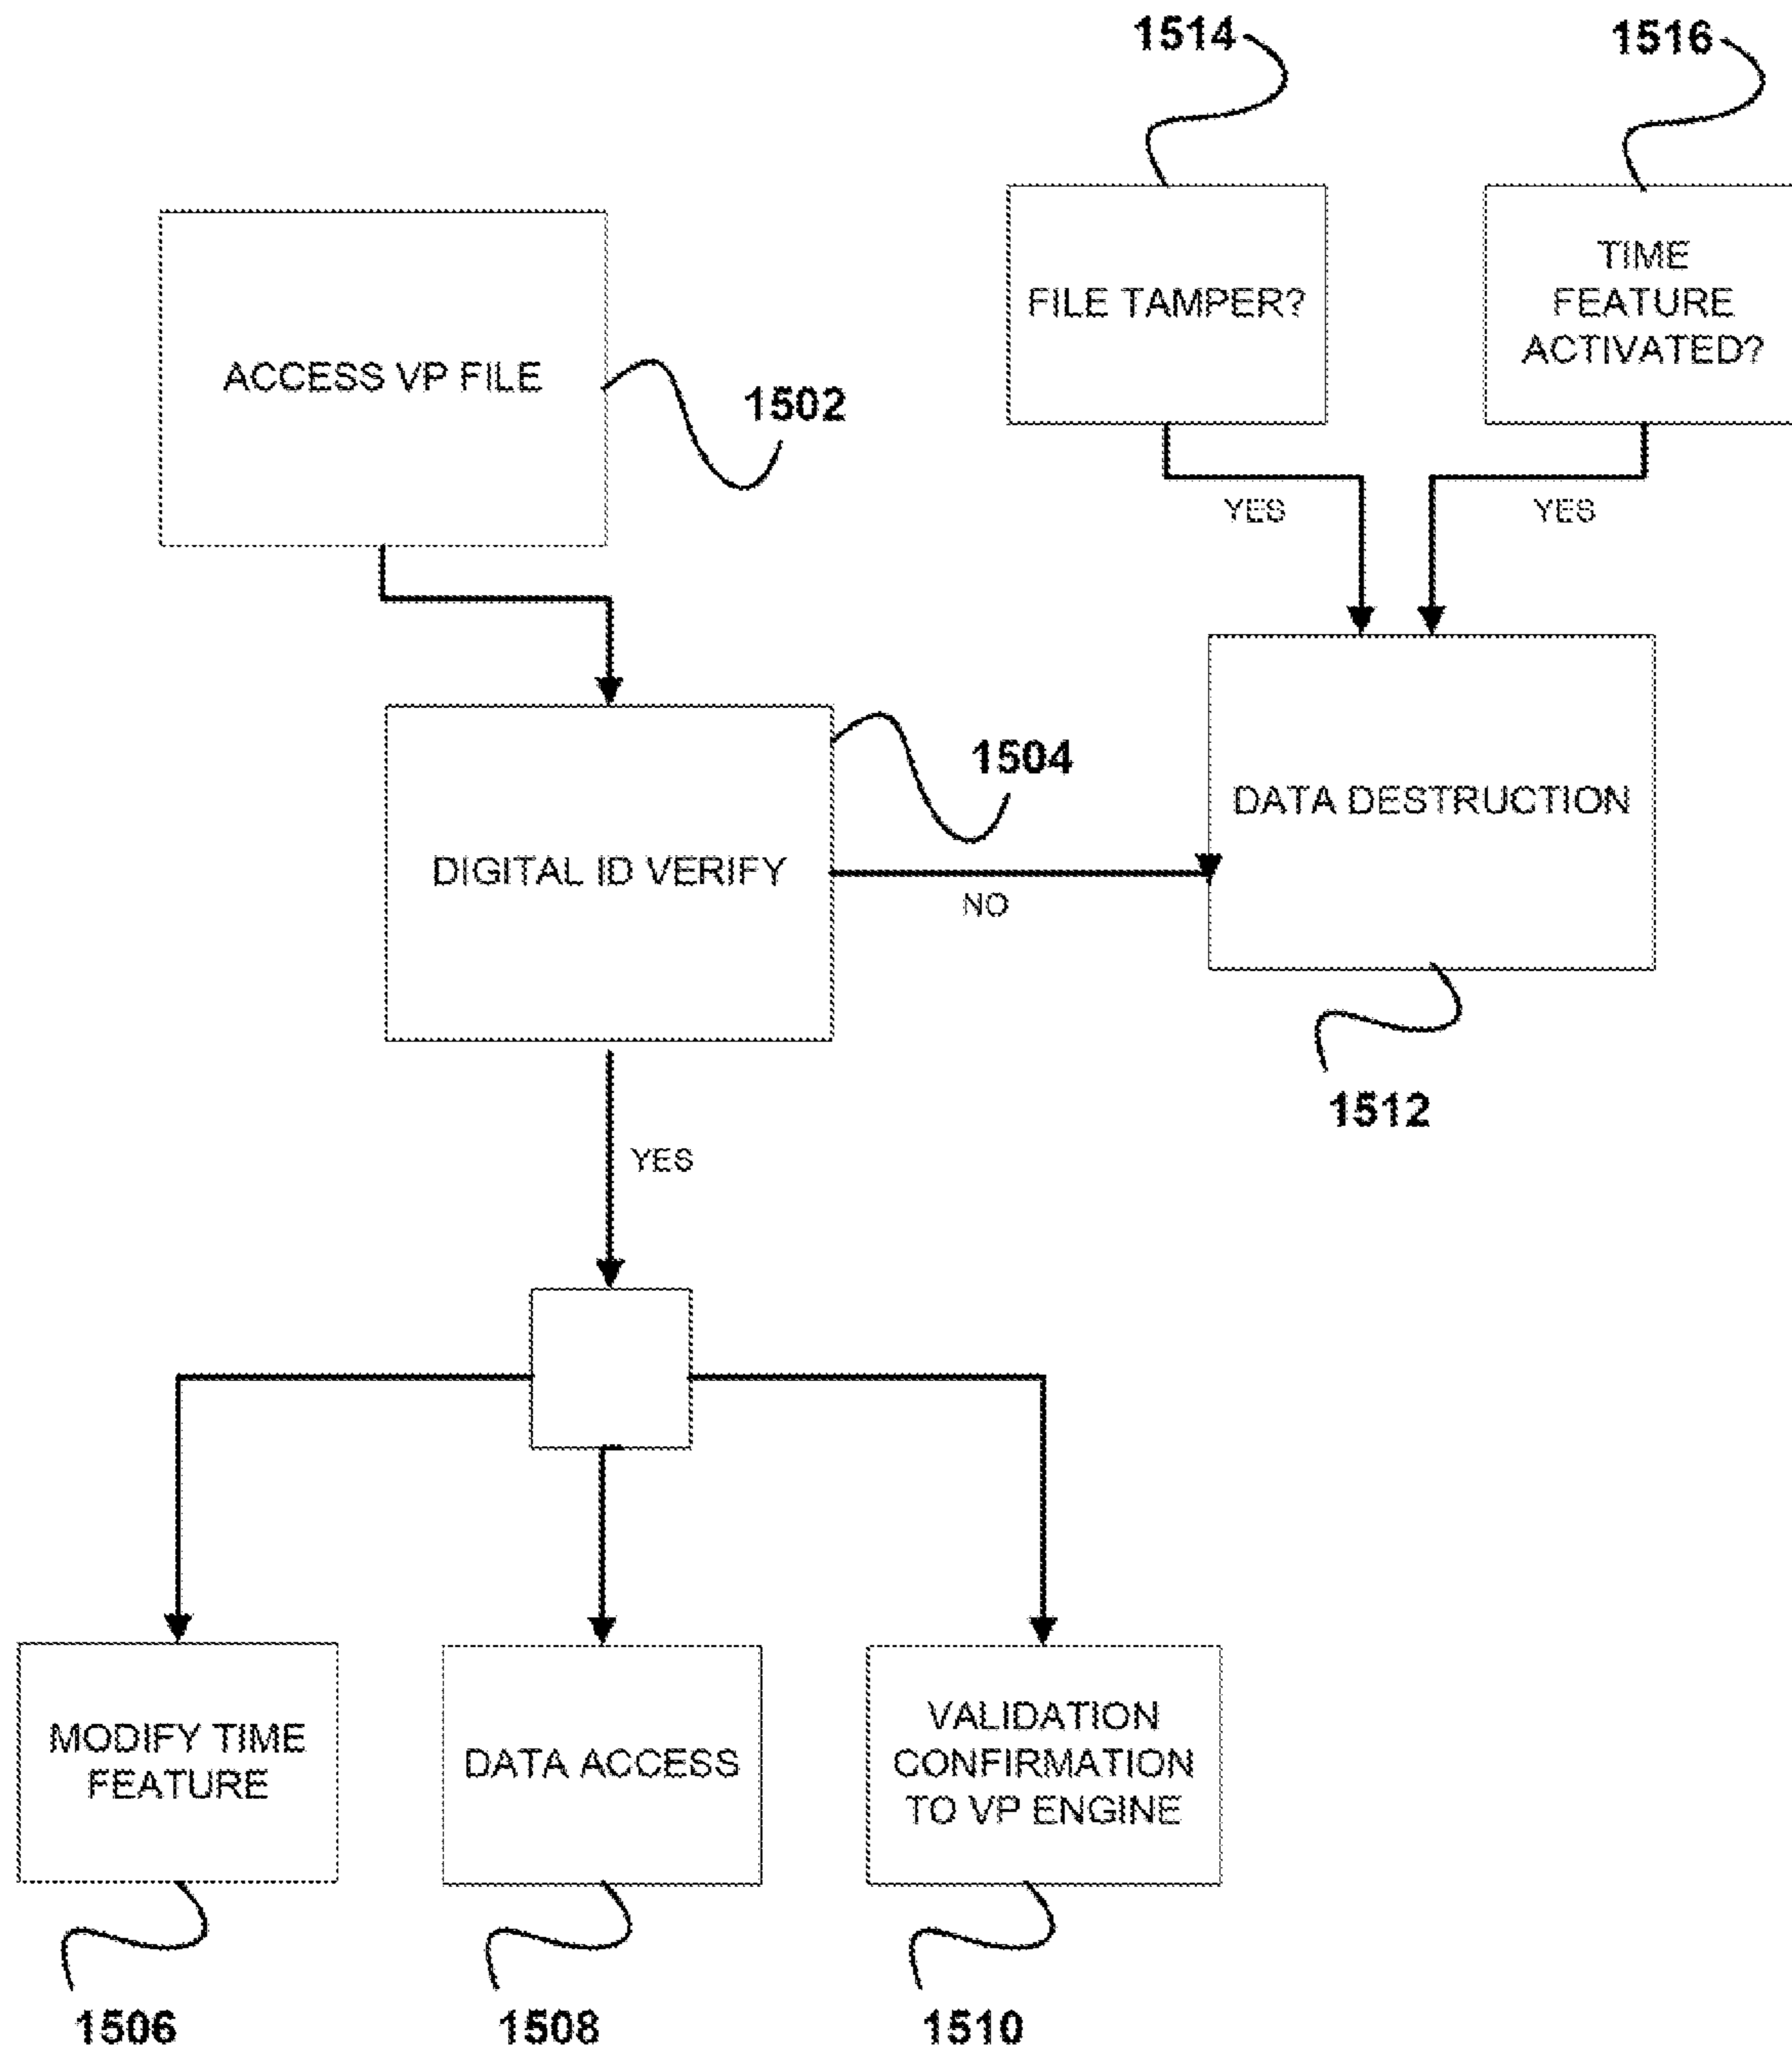 1514
1516
FILE TAMPER?
TIME
FEATURE
ACTIVATED?
ACCESS VP FILE
1502
YES
YES
1504
DATA DESTRUCTION
DIGITAL ID VERIFY
NO
1512
YES
MODIFY TIME
FEATURE
DATA ACCESS
VALIDATION
CONFIRMATION
TO VP ENGINE
1506
1508
1510